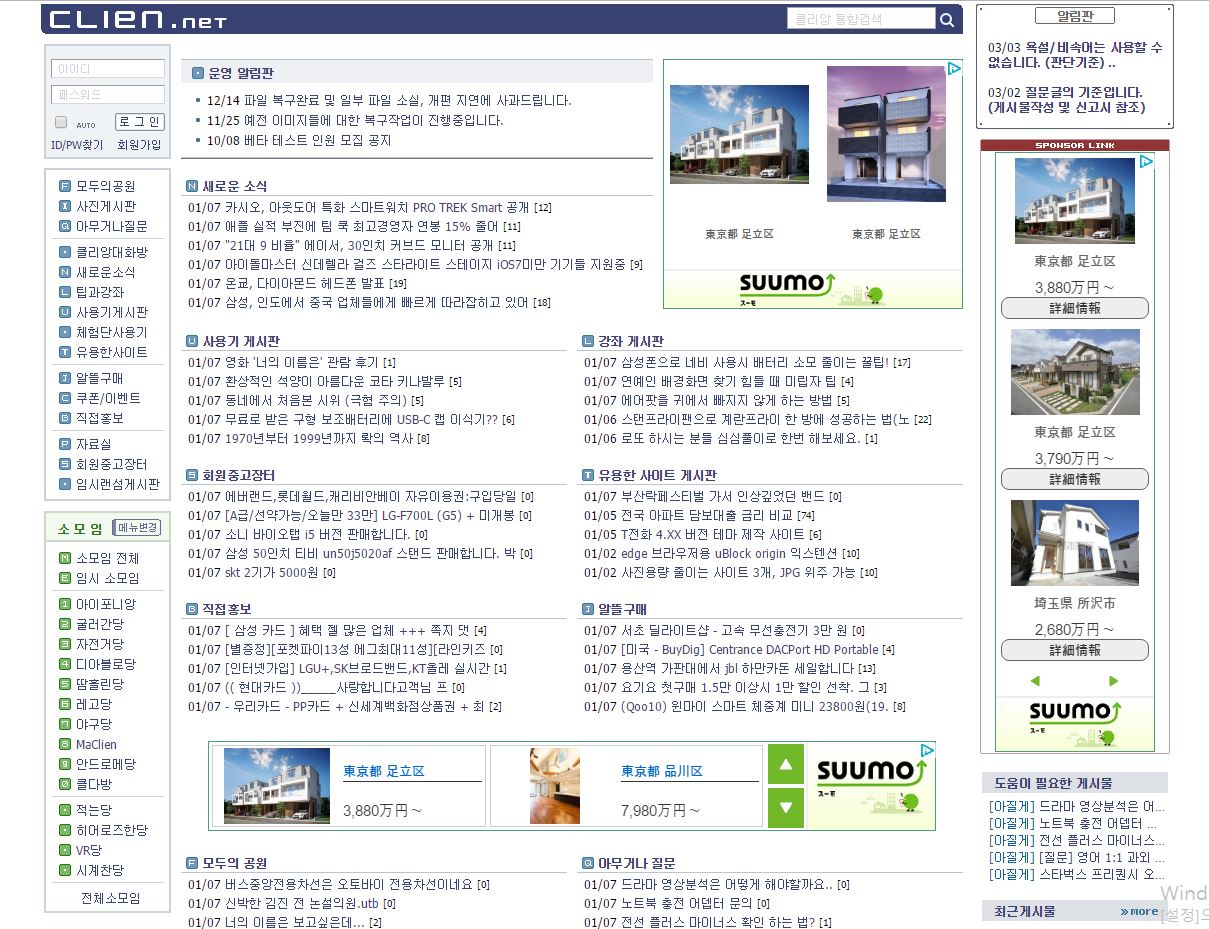 CLIEN.NET
클리앙 통합검색
아이디
패스워드
AUTO
로그인
ID/PW찾기 회원가입
F 모두의공원
I 사진게시판
Q 아무거나질문
클리앙대화방
N 새로운소식
L 팁과강좌
U 사용기게시판
체험단사용기
T 유용한사이트
J 알뜰구매
C 쿠폰/이벤트
B 직접홍보
P 자료실
S 회원중고장터
임시랜섬게시판
소모임 메뉴변경
M 소모임 전체
E 임시 소모임
1 아이포니앙
2 굴러간당
3 자전거당
4 디아블로당
5 땀흘린당
6 레고당
7 야구당
8 MaClien
9 안드로메당
0 클다방
적는당
히어로즈한당
VR당
시계찬당
전체소모임
운영 알림판
12/14 파일 복구완료 및 일부 파일 소실, 개편 지연에 사과드립니다.
11/25 예전 이미지들에 대한 복구작업이 진행중입니다.
10/08 베타 테스트 인원 모집 공지
N 새로운 소식
01/07 카시오, 아웃도어 특화 스마트워치 PRO TREK Smart 공개 [12]
01/07 애플 실적 부진에 팀 쿡 최고경영자 연봉 15% 줄어 [11]
01/07 "21대 9 비율" 에이서, 30인치 커브드 모니터 공개 [11]
01/07 아이돌마스터 신데렐라 걸즈 스타라이트 스테이지 iOS7미만 기기들 지원중 [9]
01/07 온쿄, 다이아몬드 헤드폰 발표 [19]
01/07 삼성, 인도에서 중국 업체들에게 빠르게 따라잡히고 있어 [18]
東京都 足立区
東京都 足立区
suumo
スーモ
U 사용기 게시판
01/07 영화 '너의 이름은' 관람 후기 [1]
01/07 환상적인 석양이 아름다운 코타 키나발루 [5]
01/07 동네에서 처음본 시위 (극혐 주의) [5]
01/07 무료로 받은 구형 보조배터리에 USB-C 캡 이식기?? [6]
01/07 1970년부터 1999년까지 롹의 역사 [8]
L 강좌 게시판
01/07 삼성폰으로 네비 사용시 배터리 소모 줄이는 꿀팁! [17]
01/07 연예인 배경화면 찾기 힘들 때 미립자 팁 [4]
01/07 에어팟을 귀에서 빠지지 않게 하는 방법 [5]
01/06 스탠프라이팬으로 계란프라이 한 방에 성공하는 법(노 [22]
01/06 로또 하시는 분들 심심풀이로 한번 해보세요. [1]
S 회원중고장터
01/07 에버랜드,롯데월드,캐리비안베이 자유이용권:구입당일 [0]
01/07 [A급/선약가능/오늘만 33만] LG-F700L (G5) + 미개봉 [0]
01/07 소니 바이오탭 i5 버전 판매합니다. [0]
01/07 삼성 50인치 티비 un50j5020af 스탠드 판매합니다. 박 [0]
01/07 skt 2기가 5000원 [0]
T 유용한 사이트 게시판
01/07 부산락페스티벌 가서 인상깊었던 밴드 [0]
01/05 전국 아파트 담보대출 금리 비교 [74]
01/05 T전화 4.XX 버전 테마 제작 사이트 [6]
01/02 edge 브라우저용 uBlock origin 익스텐션 [10]
01/02 사진용량 줄이는 사이트 3개, JPG 위주 가능 [10]
B 직접홍보
01/07 [ 삼성 카드 ] 혜택 젤 많은 업체 +++ 쪽지 댓 [4]
01/07 [별증정][포켓파이13성 에그최대11성][라인키즈 [0]
01/07 [인터넷가입] LGU+,SK브로드밴드,KT올레 실시간 [1]
01/07 (( 현대카드 ))_____사랑합니다고객님 프 [0]
01/07 - 우리카드 - PP카드 + 신세계백화점상품권 + 최 [2]
J 알뜰구매
01/07 서초 딜라이트샵 - 고속 무선충전기 3만 원 [0]
01/07 [미국 - BuyDig] Centrance DACPort HD Portable [4]
01/07 용산역 가판대에서 jbl 하만카돈 세일합니다 [13]
01/07 요기요 첫구매 1.5만 이상시 1만 할인 선착. 그 [3]
01/07 (Qoo10) 윈마이 스마트 체중계 미니 23800원(19. [8]
東京都 足立区
3,880万円～
東京都 品川区
7,980万円～
suumo
スーモ
F 모두의 공원
01/07 버스중앙전용차선은 오토바이 전용차선이네요 [0]
01/07 신박한 김진 전 논설의원.utb [0]
01/07 너의 이름은 보고싶은데... [2]
Q 아무거나 질문
01/07 드라마 영상분석은 어떻게 해야할까요.. [0]
01/07 노트북 충전 어뎁터 문의 [0]
01/07 전선 플러스 마이너스 확인 하는 법? [1]
알림판
03/03 욕설/비속어는 사용할 수
없습니다. (판단기준) ..
03/02 질문글의 기준입니다.
(게시물작성 및 신고시 참조)
SPONSOR LINK
東京都 足立区
3,880万円～
詳細情報
東京都 足立区
3,790万円～
詳細情報
埼玉県 所沢市
2,680万円～
詳細情報
suumo
スーモ
도움이 필요한 게시물
[아질게] 드라마 영상분석은 어...
[아질게] 노트북 충전 어뎁터 ...
[아질게] 전선 플러스 마이너스...
[아질게] [질문] 영어 1:1 과외 ...
[아질게] 스타벅스 프리퀀시 오...
최근게시물 »more
Wind
[설정]으